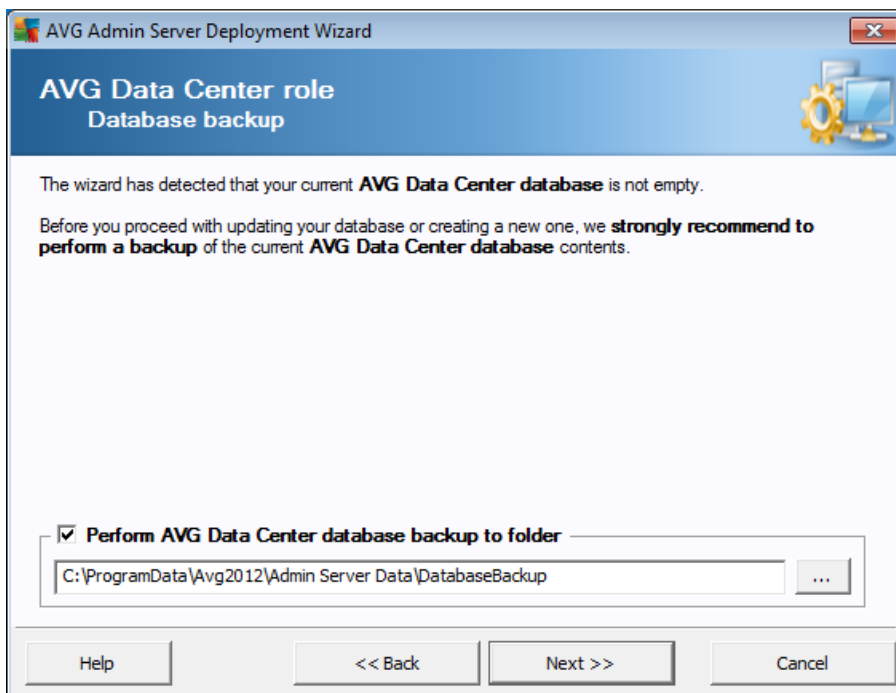 AVG Admin Server Deployment Wizard
AVG Data Center role
Database backup
The wizard has detected that your current AVG Data Center database is not empty.
Before you proceed with updating your database or creating a new one, we strongly recommend to
perform a backup of the current AVG Data Center database contents.
Perform AVG Data Center database backup to folder
C:\ProgramData\Avg2012\Admin Server Data\DatabaseBackup
...
Help
<< Back
Next >>
Cancel